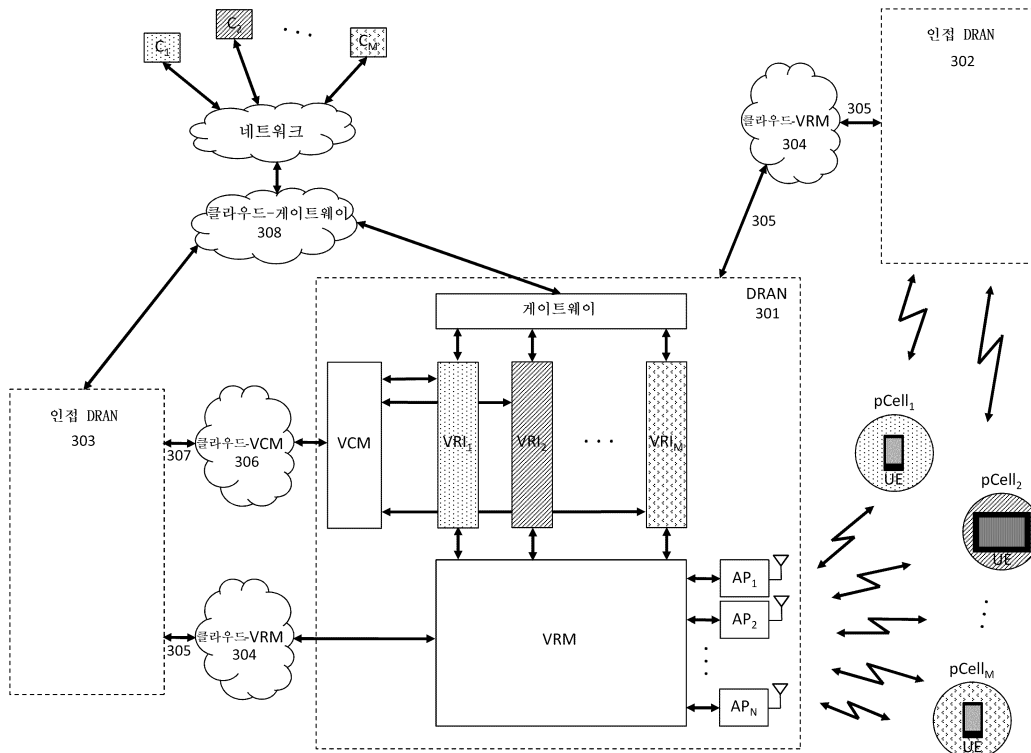 C1
C2
. . . .
CM
네트워크
클라우드-게이트웨이
308
인접 DRAN
302
클라우드-VRM
304
305
305
DRAN
301
게이트웨이
인접 DRAN
303
307
클라우드-VCM
306
VCM
VRI1
VRI2
. . .
VRIM
305
클라우드-VRM
304
VRM
AP1
AP2
APN
pCell1
UE
pCell2
UE
pCellM
UE